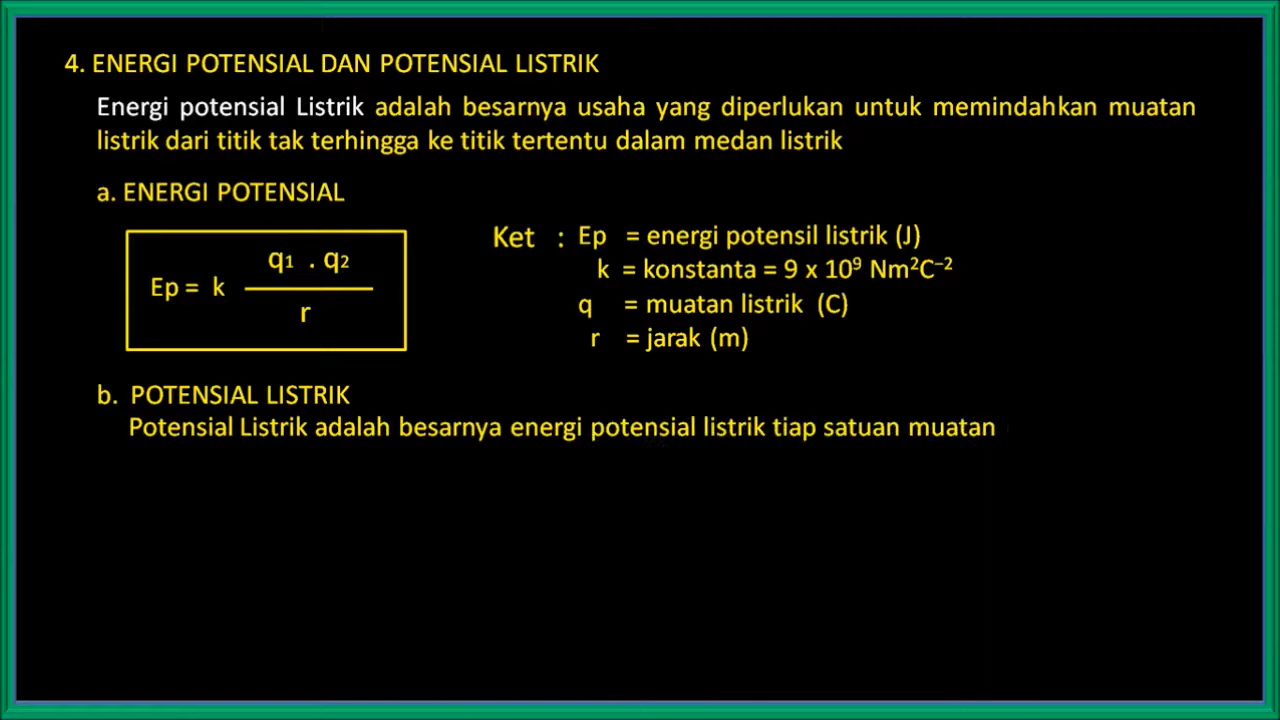 4. ENERGI POTENSIAL DAN POTENSIAL LISTRIK
Energi potensial Listrik adalah besarnya usaha yang diperlukan untuk memindahkan muatan
listrik dari titik tak terhingga ke titik tertentu dalam medan listrik
a. ENERGI POTENSIAL
Ep = k q1 . q2 / r
Ket : Ep = energi potensil listrik (J)
k = konstanta = 9 x 10⁹ Nm²C⁻²
q = muatan listrik (C)
r = jarak (m)
b. POTENSIAL LISTRIK
Potensial Listrik adalah besarnya energi potensial listrik tiap satuan muatan